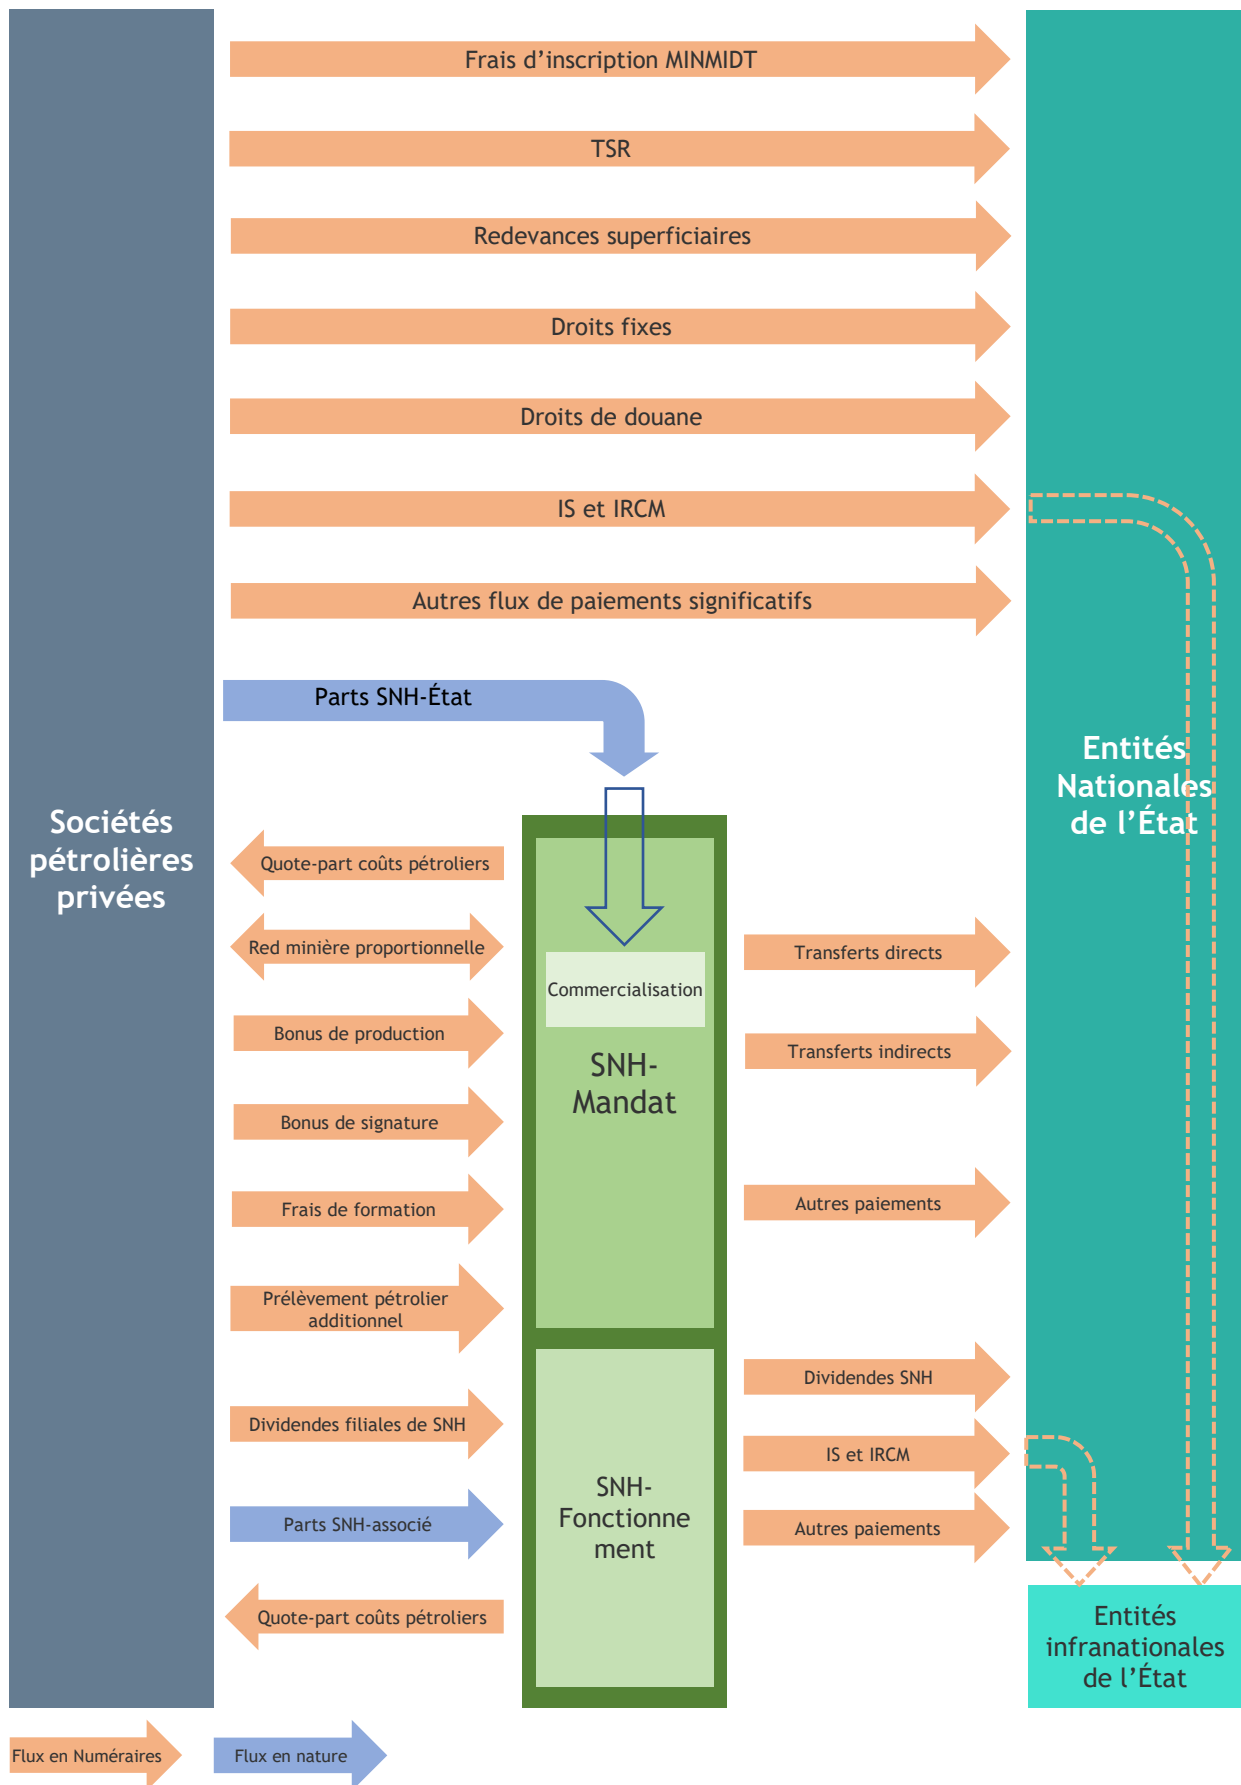 Frais d’inscription MINMIDT
TSR
Redevances superficiaires
Droits fixes
Droits de douane
IS et IRCM
Autres flux de paiements significatifs
Parts SNH-État
Sociétés
pétrolières
privées
Entités
Nationales
de l’État
Quote-part coûts pétroliers
Red minière proportionnelle
Bonus de production
Bonus de signature
Frais de formation
Prélèvement pétrolier
additionnel
Dividendes filiales de SNH
Parts SNH-associé
Quote-part coûts pétroliers
Commercialisation
SNH-
Mandat
SNH-
Fonctionne
ment
Transferts directs
Transferts indirects
Autres paiements
Dividendes SNH
IS et IRCM
Autres paiements
Entités
infranationales
de l’État
Flux en Numéraires
Flux en nature